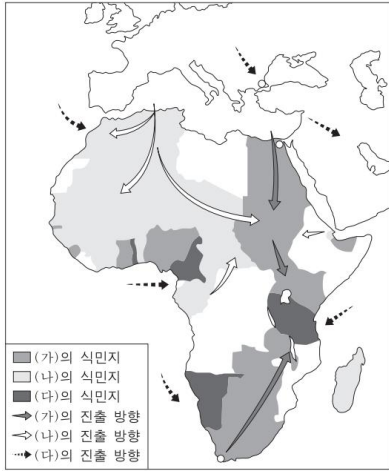 (가)의 식민지
(나)의 식민지
(다)의 식민지
(가)의 진출 방향
(나)의 진출 방향
(다)의 진출 방향